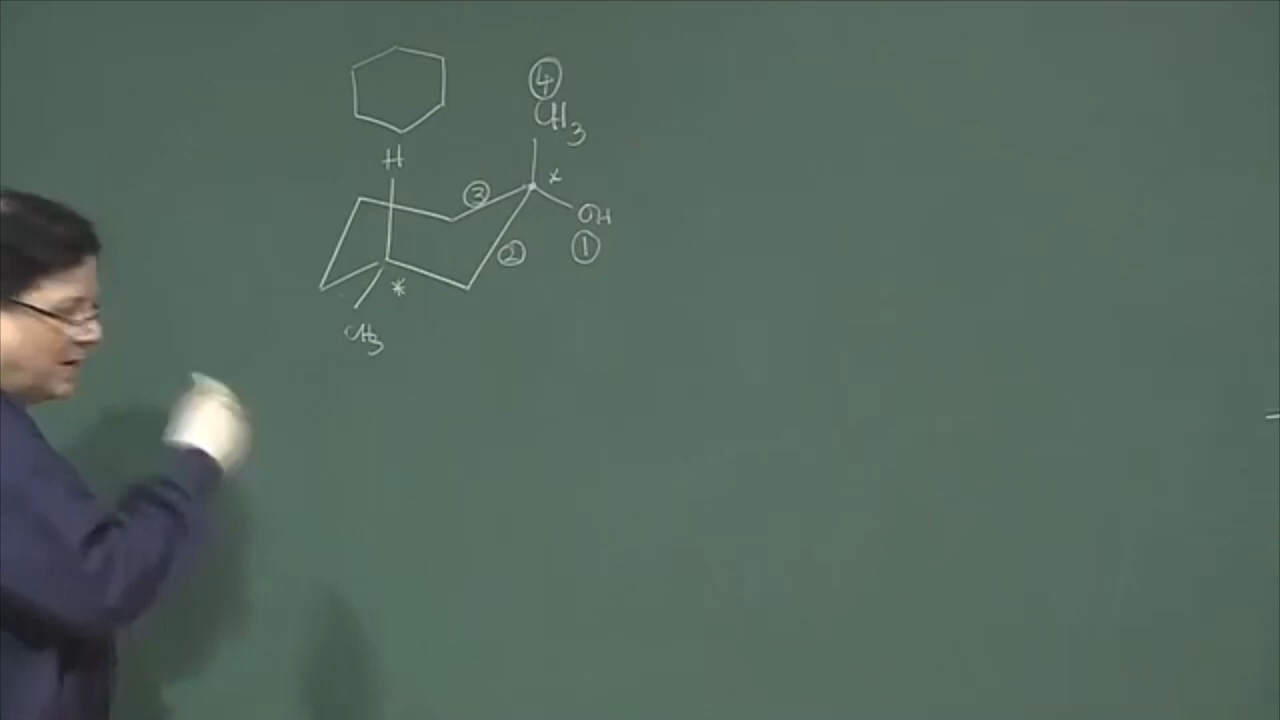 ④
CH3
H
③
*
OH
②
①
*
CH3